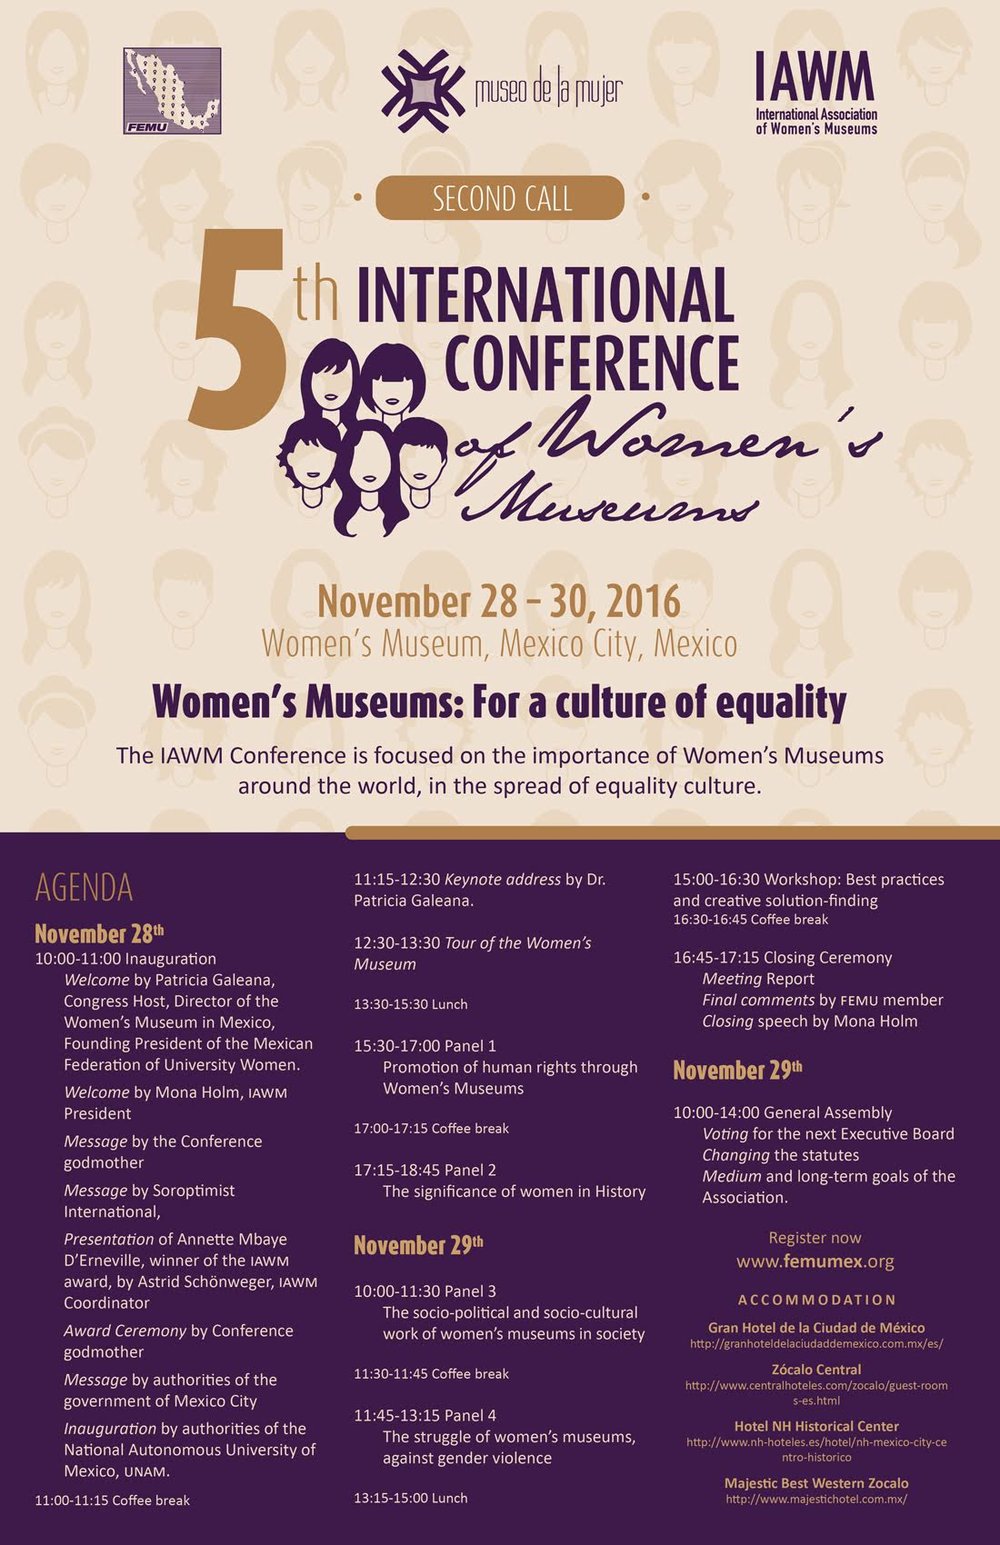 FEMU
museo de la mujer
IAWM
International Association
of Women's Museums
SECOND CALL
5th INTERNATIONAL
CONFERENCE
of Women's
Museums
November 28 – 30, 2016
Women's Museum, Mexico City, Mexico
Women's Museums: For a culture of equality
The IAWM Conference is focused on the importance of Women's Museums
around the world, in the spread of equality culture.
AGENDA
November 28th
10:00-11:00 Inauguration
Welcome by Patricia Galeana,
Congress Host, Director of the
Women's Museum in Mexico,
Founding President of the Mexican
Federation of University Women.
Welcome by Mona Holm, IAWM
President
Message by the Conference
godmother
Message by Soroptimist
International,
Presentation of Annette Mbaye
D'Erneville, winner of the IAWM
award, by Astrid Schönweger, IAWM
Coordinator
Award Ceremony by Conference
godmother
Message by authorities of the
government of Mexico City
Inauguration by authorities of the
National Autonomous University of
Mexico, UNAM.
11:00-11:15 Coffee break
11:15-12:30 Keynote address by Dr.
Patricia Galeana.
12:30-13:30 Tour of the Women's
Museum
13:30-15:30 Lunch
15:30-17:00 Panel 1
Promotion of human rights through
Women's Museums
17:00-17:15 Coffee break
17:15-18:45 Panel 2
The significance of women in History
November 29th
10:00-11:30 Panel 3
The socio-political and socio-cultural
work of women's museums in society
11:30-11:45 Coffee break
11:45-13:15 Panel 4
The struggle of women's museums,
against gender violence
13:15-15:00 Lunch
15:00-16:30 Workshop: Best practices
and creative solution-finding
16:30-16:45 Coffee break
16:45-17:15 Closing Ceremony
Meeting Report
Final comments by FEMU member
Closing speech by Mona Holm
November 29th
10:00-14:00 General Assembly
Voting for the next Executive Board
Changing the statutes
Medium and long-term goals of the
Association.
Register now
www.femumex.org
ACCOMMODATION
Gran Hotel de la Ciudad de México
http://granhoteldelaciudaddemexico.com.mx/es/
Zócalo Central
http://www.centralhoteles.com/zocalo/guest-room
s-es.html
Hotel NH Historical Center
http://www.nh-hoteles.es/hotel/nh-mexico-city-ce
ntro-historico
Majestic Best Western Zocalo
http://www.majestichotel.com.mx/